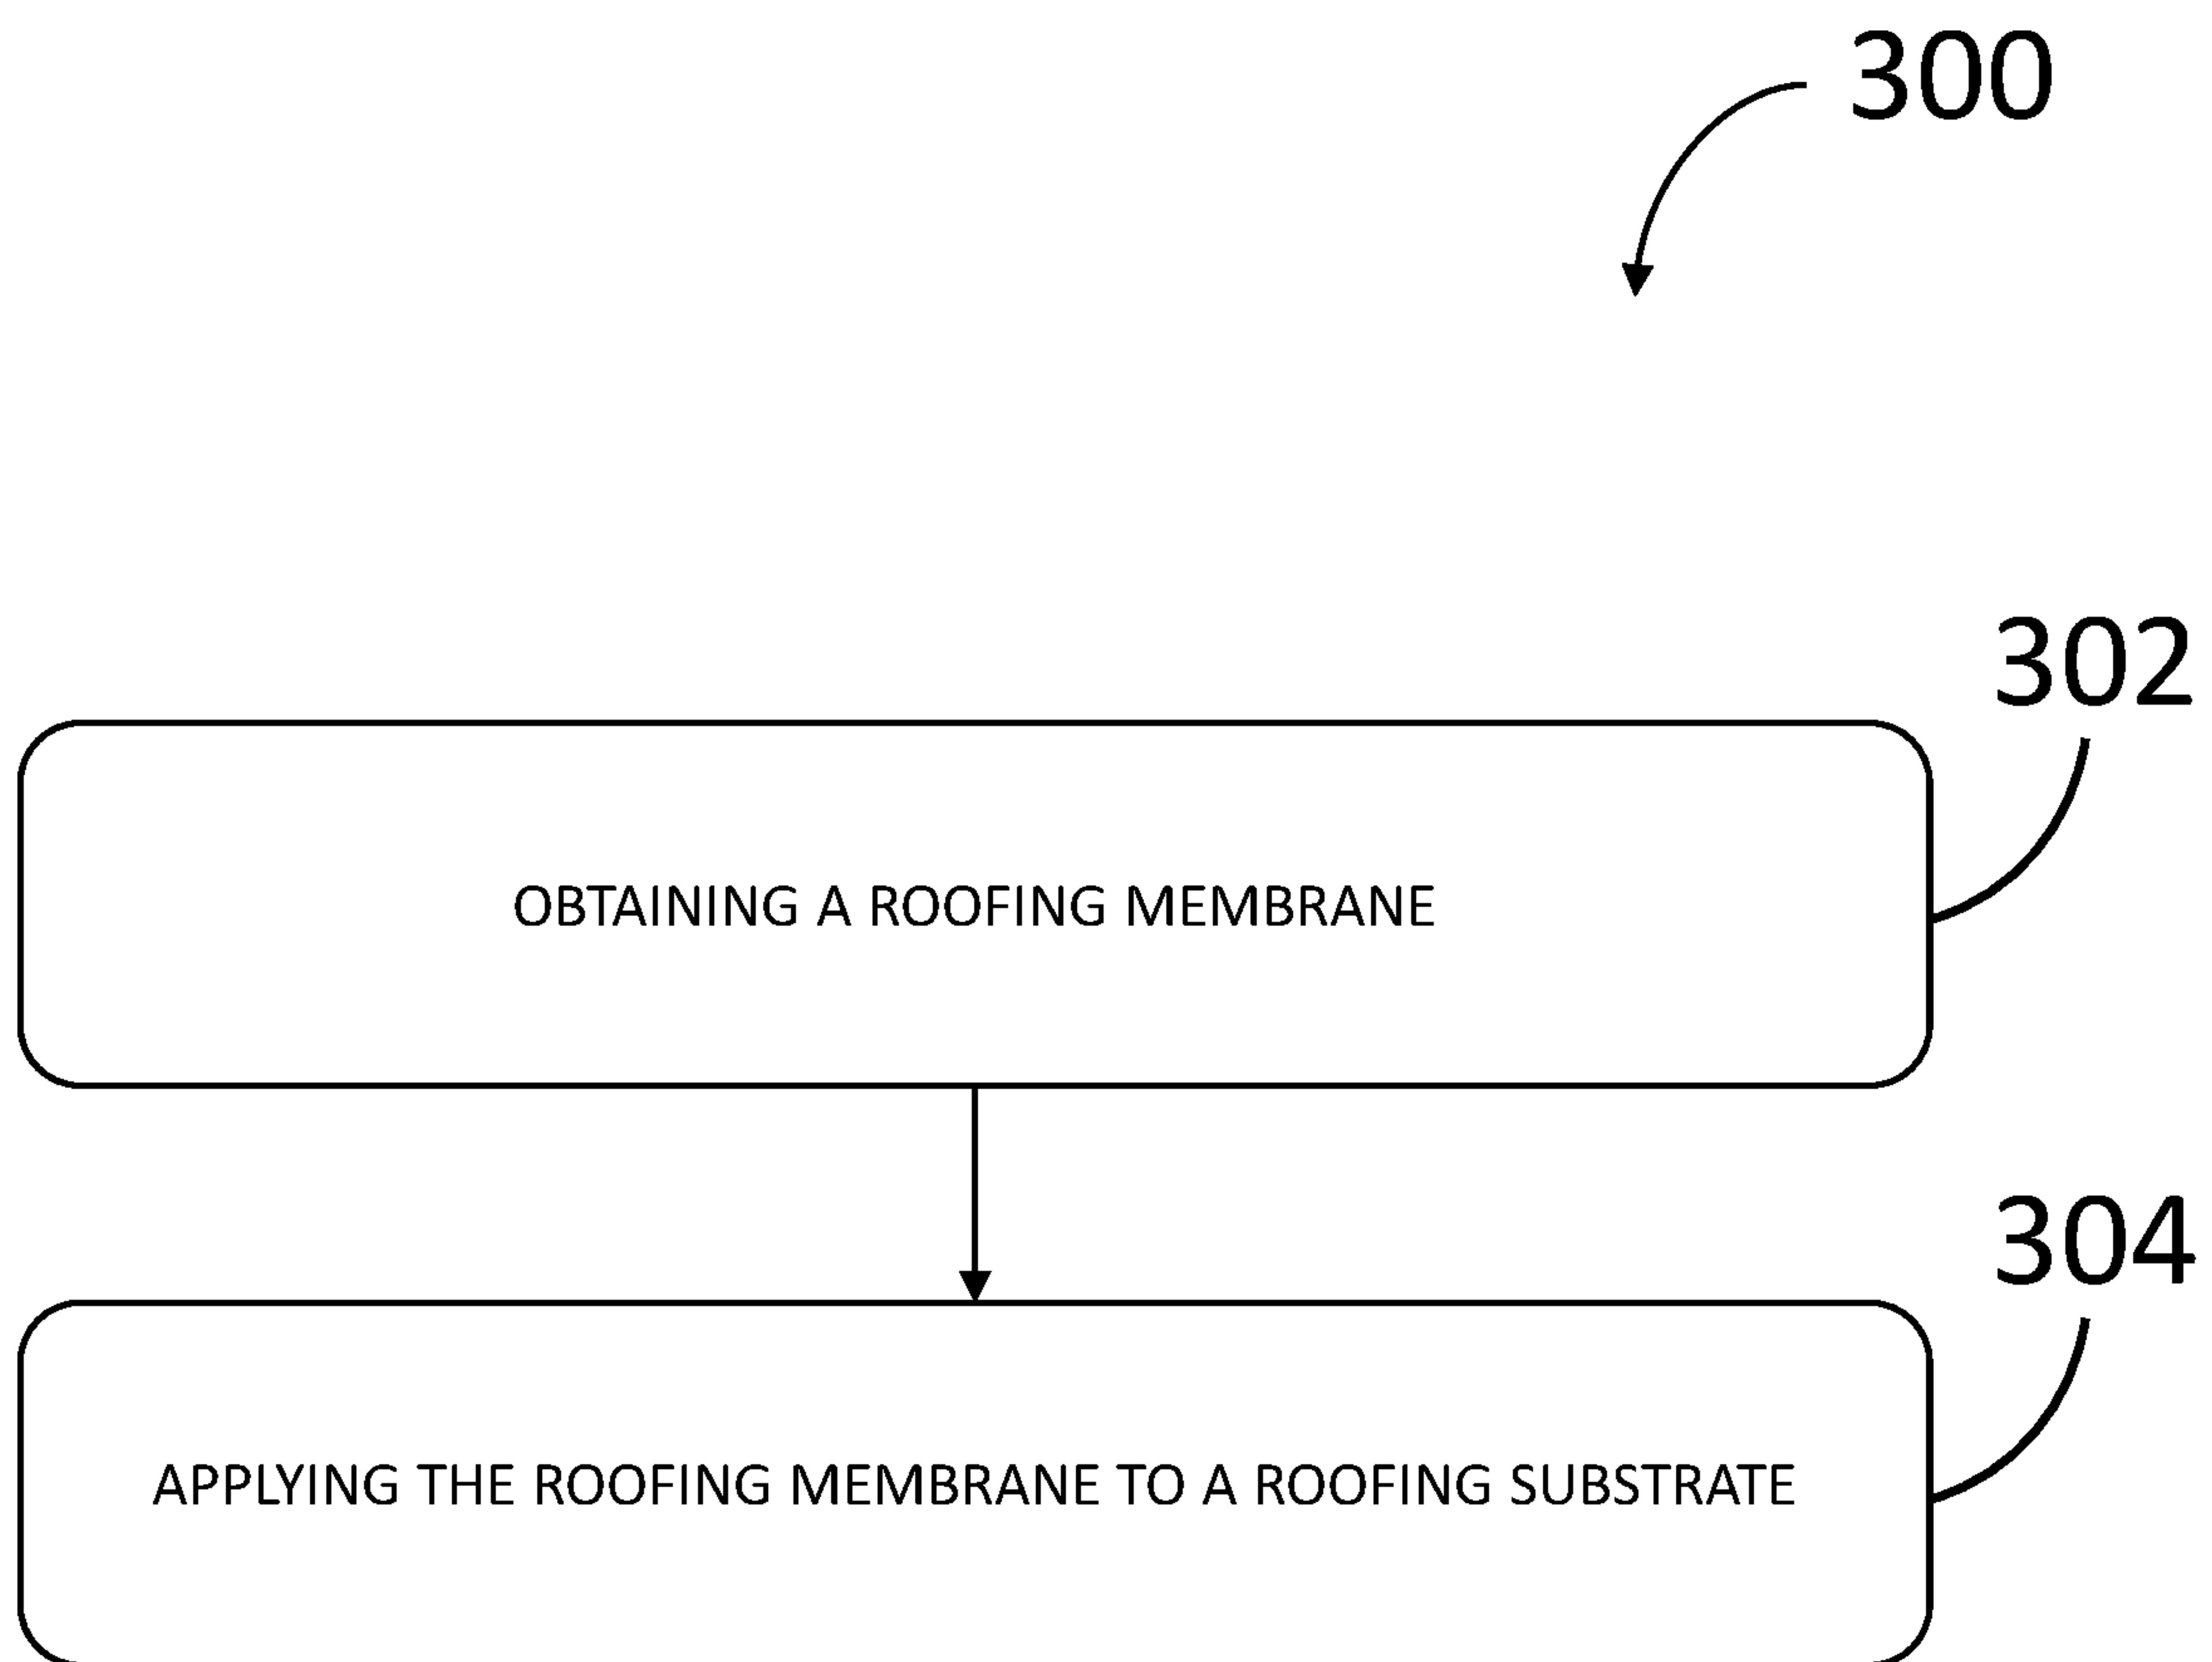 300
302
OBTAINING A ROOFING MEMBRANE
304
APPLYING THE ROOFING MEMBRANE TO A ROOFING SUBSTRATE